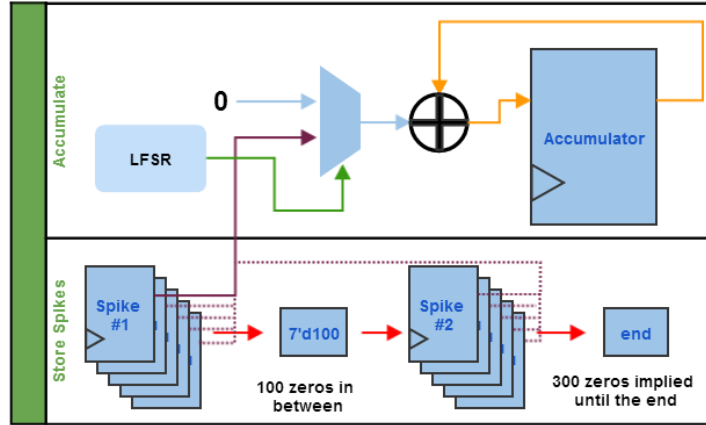 Accumulate
0
LFSR
Accumulator
Store Spikes
Spike
#1
7'd100
100 zeros in
between
Spike
#2
end
300 zeros implied
until the end